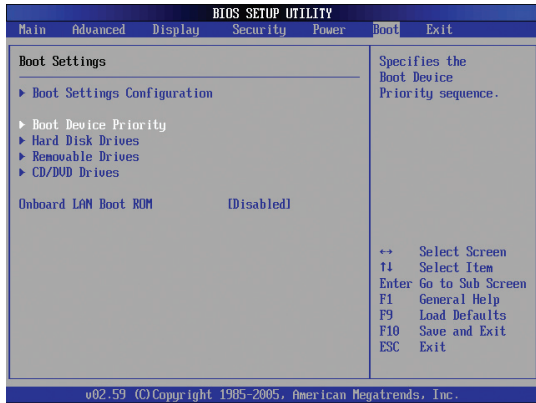 BIOS SETUP UTILITY
Main Advanced Display Security Power Boot Exit
Boot Settings
▶ Boot Settings Configuration
▶ Boot Device Priority
▶ Hard Disk Drives
▶ Removable Drives
▶ CD/DVD Drives
Onboard LAN Boot ROM [Disabled]
Specifies the
Boot Device
Priority sequence.
↔ Select Screen
↑↓ Select Item
Enter Go to Sub Screen
F1 General Help
F9 Load Defaults
F10 Save and Exit
ESC Exit
v02.59 (C)Copyright 1985-2005, American Megatrends, Inc.